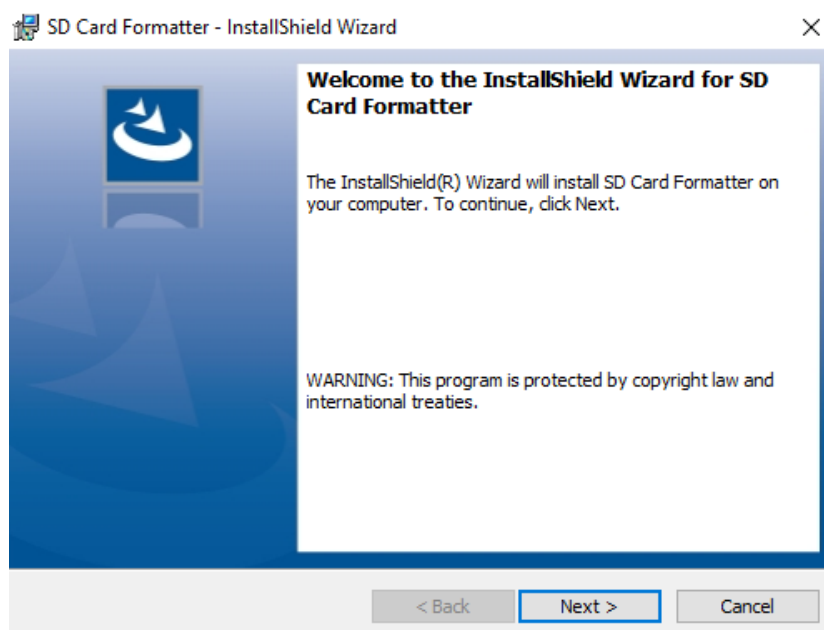 SD Card Formatter - InstallShield Wizard
Welcome to the InstallShield Wizard for SD
Card Formatter
The InstallShield(R) Wizard will install SD Card Formatter on
your computer. To continue, click Next.
WARNING: This program is protected by copyright law and
international treaties.
< Back
Next >
Cancel